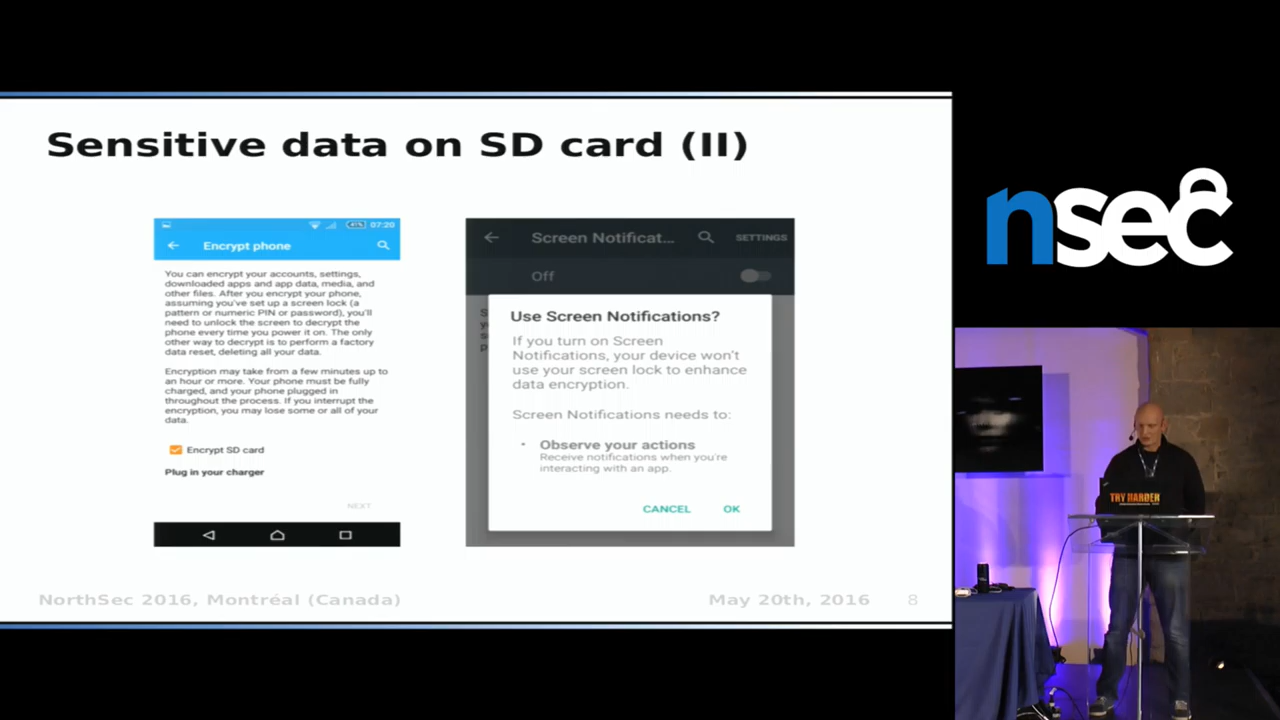 Sensitive data on SD card (II)
41% 07:20
Encrypt phone
You can encrypt your accounts, settings,
downloaded apps and app data, media, and
other files. After you encrypt your phone,
assuming you've set up a screen lock (a
pattern or numeric PIN or password), you'll
need to unlock the screen to decrypt the
phone every time you power it on. The only
other way to decrypt is to perform a factory
data reset, deleting all your data.
Encryption may take from a few minutes up to
an hour or more. Your phone must be fully
charged, and your phone plugged in
throughout the process. If you interrupt the
encryption, you may lose some or all of your
data.
Encrypt SD card
Plug in your charger
NEXT
Screen Notificat... SETTINGS
Off
Use Screen Notifications?
If you turn on Screen
Notifications, your device won't
use your screen lock to enhance
data encryption.
Screen Notifications needs to:
• Observe your actions
Receive notifications when you're
interacting with an app.
CANCEL OK
NorthSec 2016, Montréal (Canada) May 20th, 2016 8
nsec
TRY HARDER